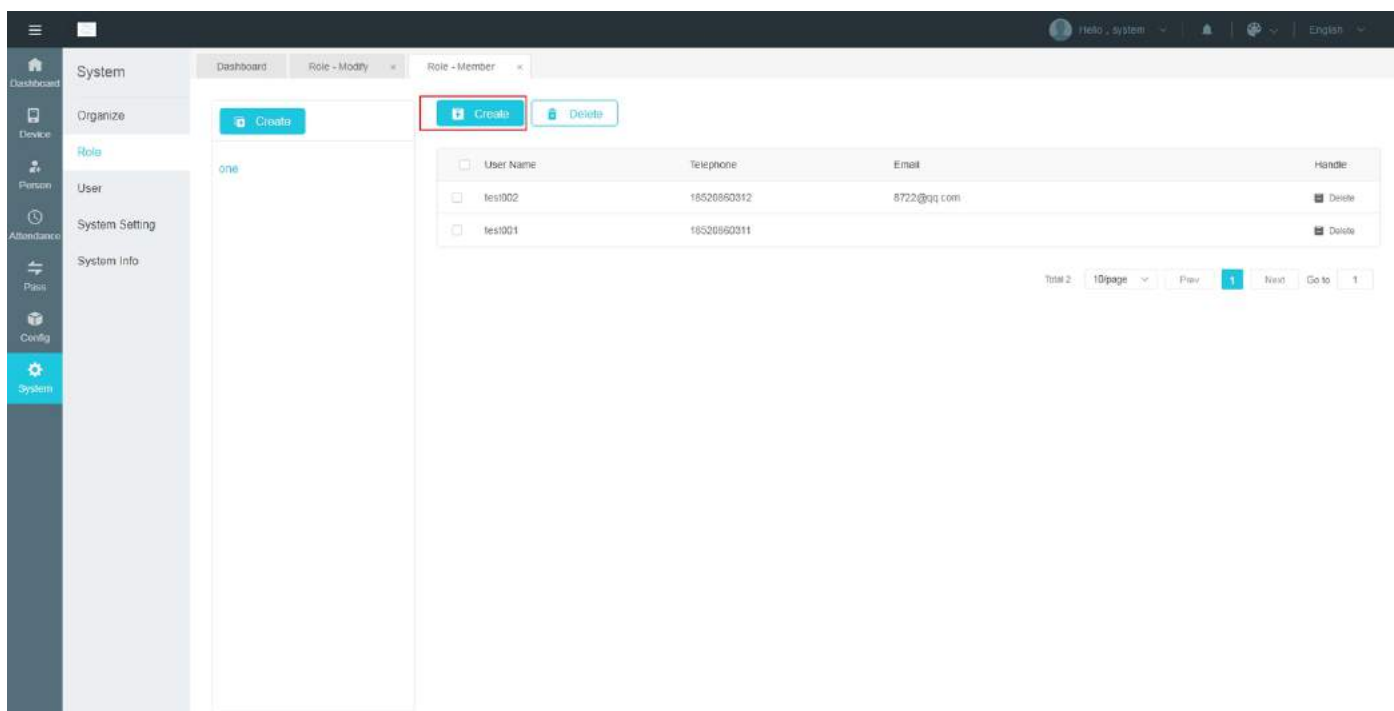 Hello , system
English
Dashboard
Device
Person
Attendance
Pass
Config
System
System
Organize
Role
User
System Setting
System Info
Dashboard
Role - Modify ×
Role - Member ×
Create
one
Create
Delete
User Name Telephone Email Handle
test002 18520860312 8722@qq.com Delete
test001 18520860311 Delete
Total 2 10/page Prev 1 Next Go to 1